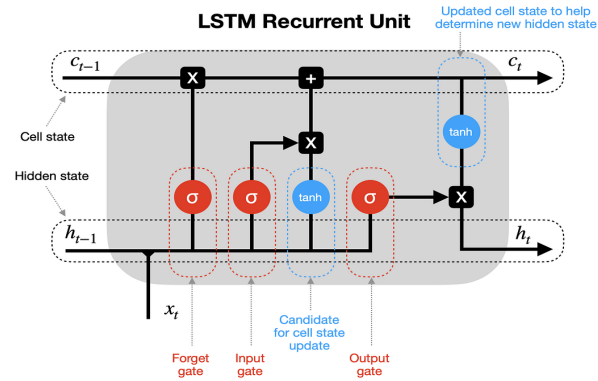 LSTM Recurrent Unit
Updated cell state to help
determine new hidden state
c_{t-1}
X
+
c_t
Cell state
X
tanh
Hidden state
σ
σ
tanh
σ
X
h_{t-1}
h_t
x_t
Candidate
for cell state
update
Forget
gate
Input
gate
Output
gate